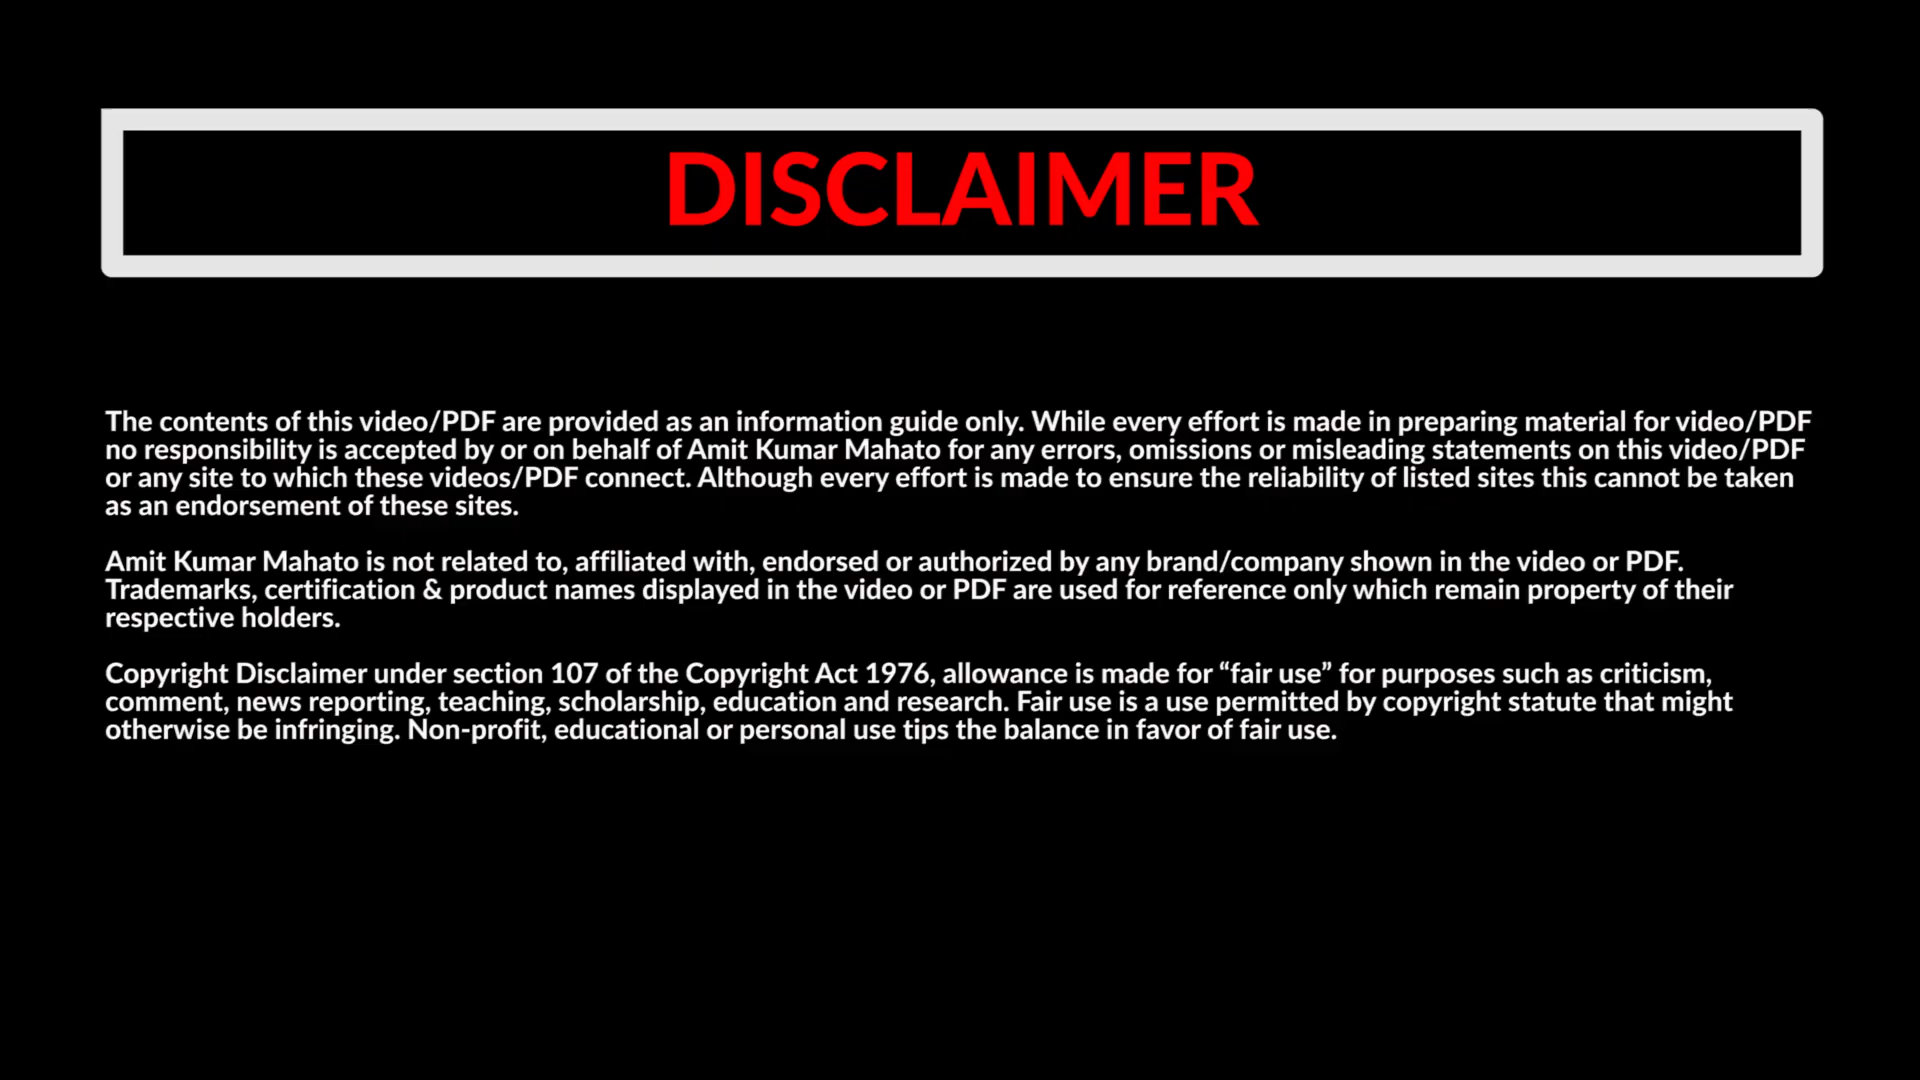 DISCLAIMER
The contents of this video/PDF are provided as an information guide only. While every effort is made in preparing material for video/PDF
no responsibility is accepted by or on behalf of Amit Kumar Mahato for any errors, omissions or misleading statements on this video/PDF
or any site to which these videos/PDF connect. Although every effort is made to ensure the reliability of listed sites this cannot be taken
as an endorsement of these sites.
Amit Kumar Mahato is not related to, affiliated with, endorsed or authorized by any brand/company shown in the video or PDF.
Trademarks, certification & product names displayed in the video or PDF are used for reference only which remain property of their
respective holders.
Copyright Disclaimer under section 107 of the Copyright Act 1976, allowance is made for “fair use” for purposes such as criticism,
comment, news reporting, teaching, scholarship, education and research. Fair use is a use permitted by copyright statute that might
otherwise be infringing. Non-profit, educational or personal use tips the balance in favor of fair use.